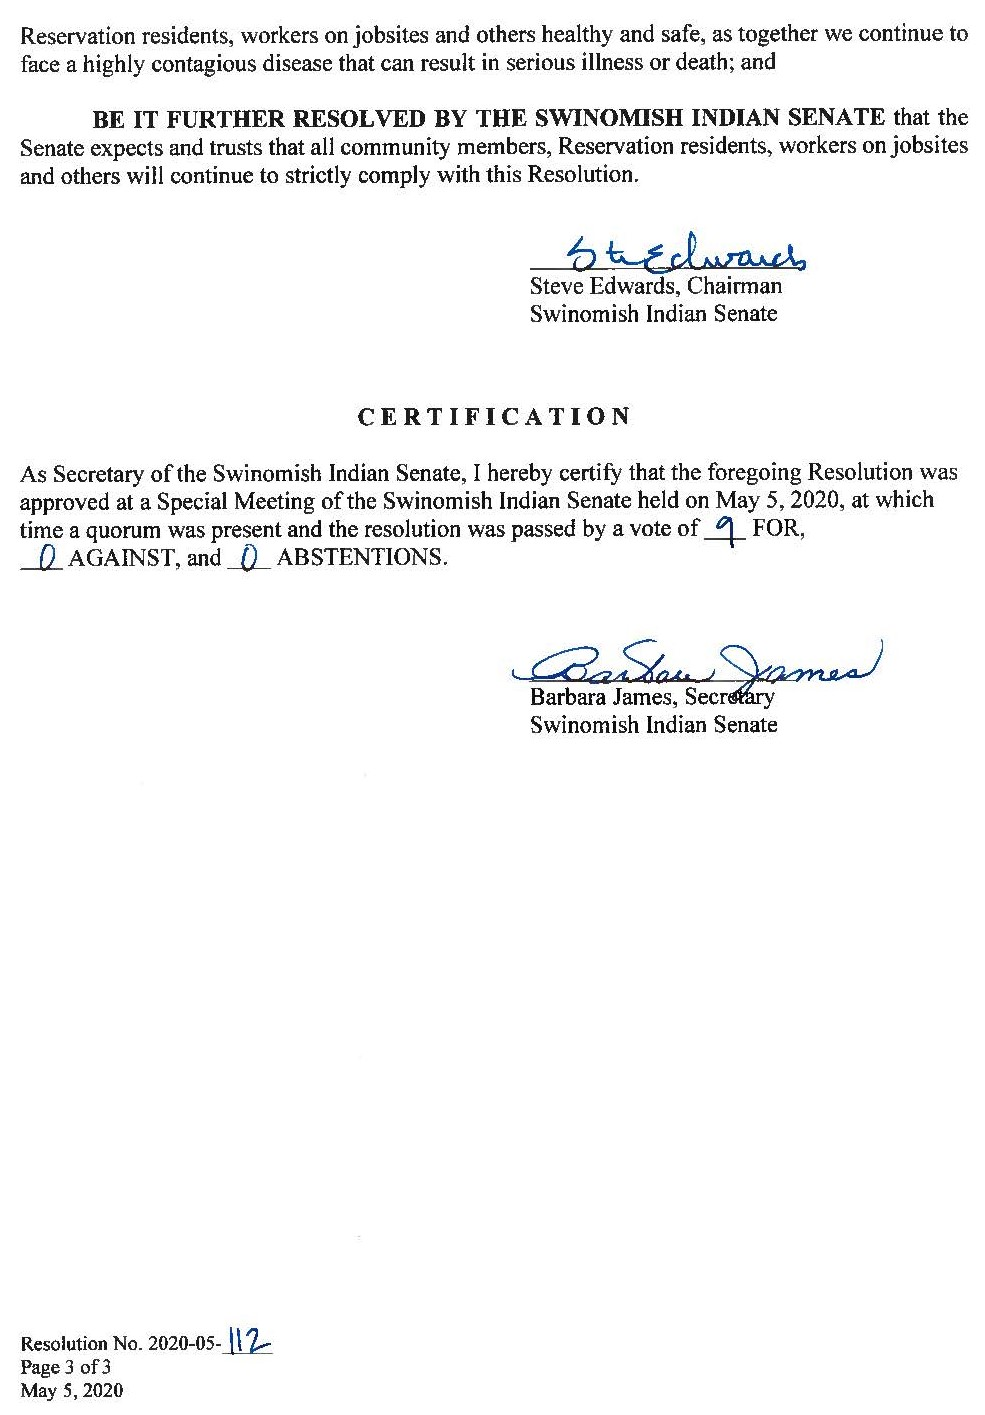 Reservation residents, workers on jobsites and others healthy and safe, as together we continue to
face a highly contagious disease that can result in serious illness or death; and
BE IT FURTHER RESOLVED BY THE SWINOMISH INDIAN SENATE that the
Senate expects and trusts that all community members, Reservation residents, workers on jobsites
and others will continue to strictly comply with this Resolution.
St Edwards
Steve Edwards, Chairman
Swinomish Indian Senate
CERTIFICATION
As Secretary of the Swinomish Indian Senate, I hereby certify that the foregoing Resolution was
approved at a Special Meeting of the Swinomish Indian Senate held on May 5, 2020, at which
time a quorum was present and the resolution was passed by a vote of 9 FOR,
0 AGAINST, and 0 ABSTENTIONS.
Barbara James
Barbara James, Secretary
Swinomish Indian Senate
Resolution No. 2020-05-112
Page 3 of 3
May 5, 2020